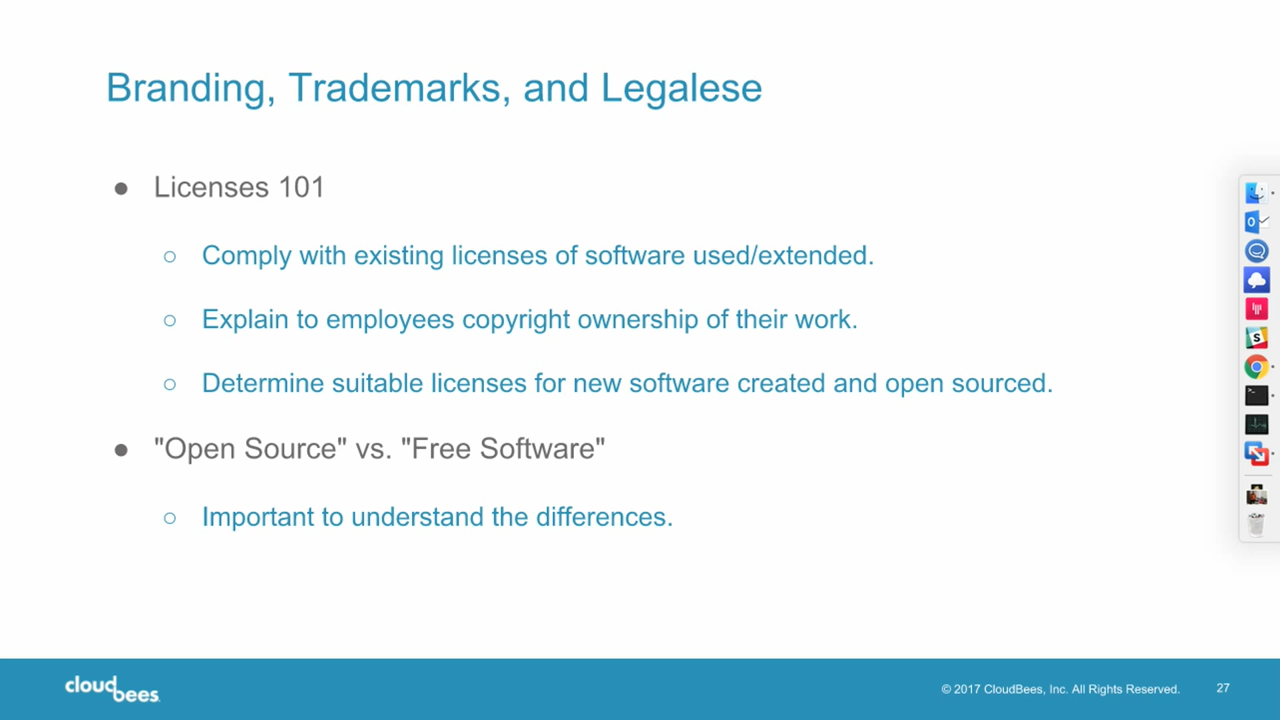 Branding, Trademarks, and Legalese
● Licenses 101
○ Comply with existing licenses of software used/extended.
○ Explain to employees copyright ownership of their work.
○ Determine suitable licenses for new software created and open sourced.
● "Open Source" vs. "Free Software"
○ Important to understand the differences.
cloudbees
© 2017 CloudBees, Inc. All Rights Reserved. 27